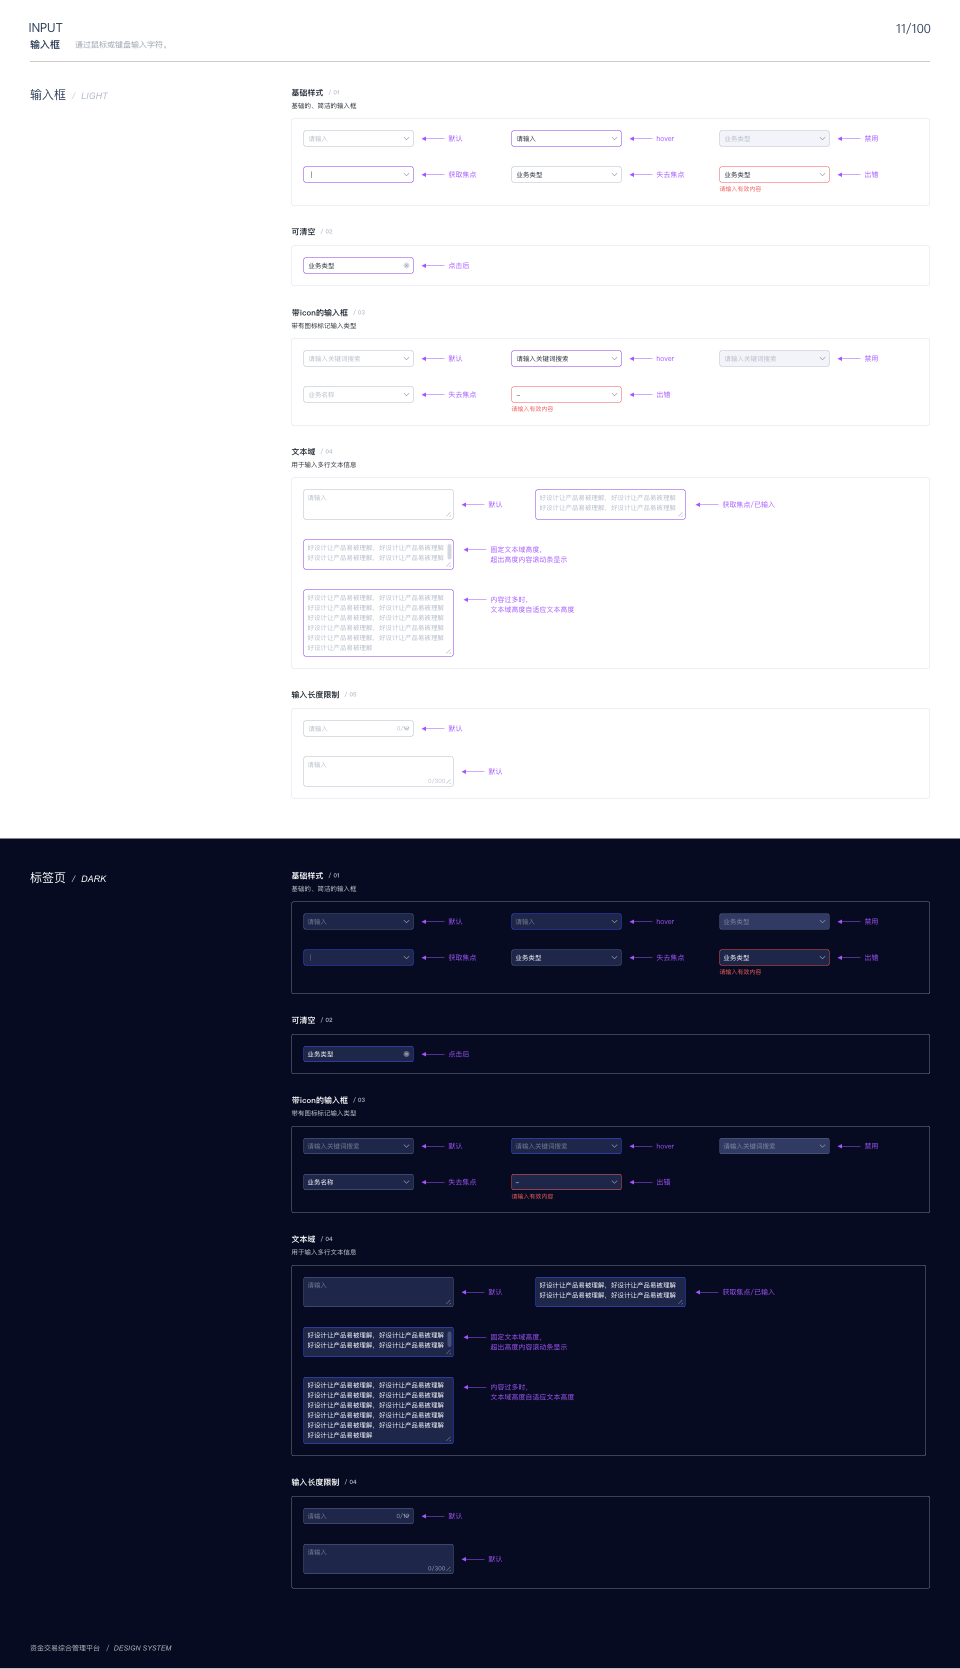 INPUT
11/100
输入框 通过鼠标或键盘输入字符。
输入框 / LIGHT
基础样式 / 01
基础的、简洁的输入框
请输入 默认 请输入 hover 业务类型 禁用
获取焦点 业务类型 失去焦点 业务类型 出错
请输入有效内容
可清空 / 02
业务类型 点击后
带icon的输入框 / 03
带有图标标记输入类型
请输入关键词搜索 默认 请输入关键词搜索 hover 请输入关键词搜索 禁用
业务名称 失去焦点 – 出错
请输入有效内容
文本域 / 04
用于输入多行文本信息
请输入 默认
好设计让产品易被理解，好设计让产品易被理解
好设计让产品易被理解，好设计让产品易被理解
获取焦点/已输入
好设计让产品易被理解，好设计让产品易被理解
好设计让产品易被理解，好设计让产品易被理解
固定文本域高度，
超出高度内容滚动条显示
好设计让产品易被理解，好设计让产品易被理解
好设计让产品易被理解，好设计让产品易被理解
好设计让产品易被理解，好设计让产品易被理解
好设计让产品易被理解，好设计让产品易被理解
好设计让产品易被理解，好设计让产品易被理解
好设计让产品易被理解
内容过多时，
文本域高度自适应文本高度
输入长度限制 / 05
请输入 0/10 默认
请输入 0/300 默认
标签页 / DARK
基础样式 / 01
基础的、简洁的输入框
请输入 默认 请输入 hover 业务类型 禁用
获取焦点 业务类型 失去焦点 业务类型 出错
请输入有效内容
可清空 / 02
业务类型 点击后
带icon的输入框 / 03
带有图标标记输入类型
请输入关键词搜索 默认 请输入关键词搜索 hover 请输入关键词搜索 禁用
业务名称 失去焦点 – 出错
请输入有效内容
文本域 / 04
用于输入多行文本信息
请输入 默认
好设计让产品易被理解，好设计让产品易被理解
好设计让产品易被理解，好设计让产品易被理解
获取焦点/已输入
好设计让产品易被理解，好设计让产品易被理解
好设计让产品易被理解，好设计让产品易被理解
固定文本域高度，
超出高度内容滚动条显示
好设计让产品易被理解，好设计让产品易被理解
好设计让产品易被理解，好设计让产品易被理解
好设计让产品易被理解，好设计让产品易被理解
好设计让产品易被理解，好设计让产品易被理解
好设计让产品易被理解，好设计让产品易被理解
好设计让产品易被理解
内容过多时，
文本域高度自适应文本高度
输入长度限制 / 04
请输入 0/10 默认
请输入 0/300 默认
资金交易综合管理平台 / DESIGN SYSTEM